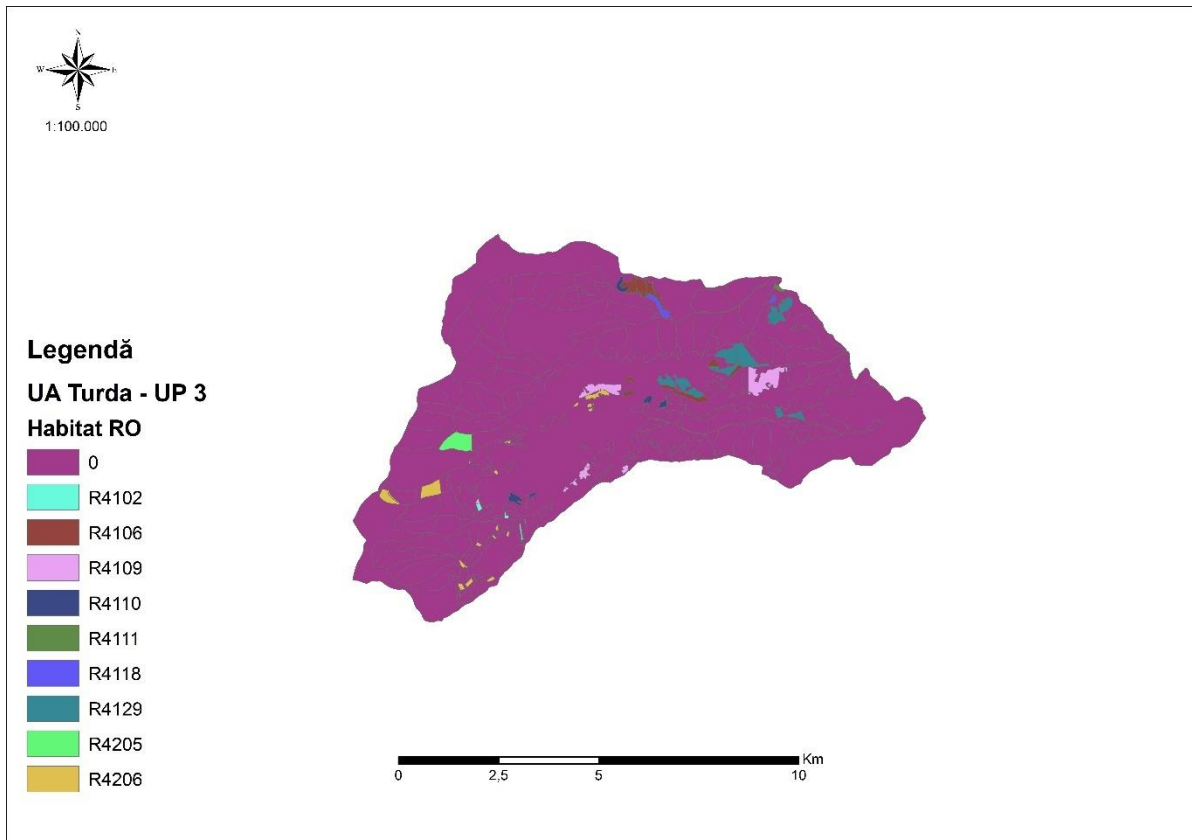 N
W E
S
1:100.000
Legendă
UA Turda - UP 3
Habitat RO
0
R4102
R4106
R4109
R4110
R4111
R4118
R4129
R4205
R4206
Km
0 2,5 5 10